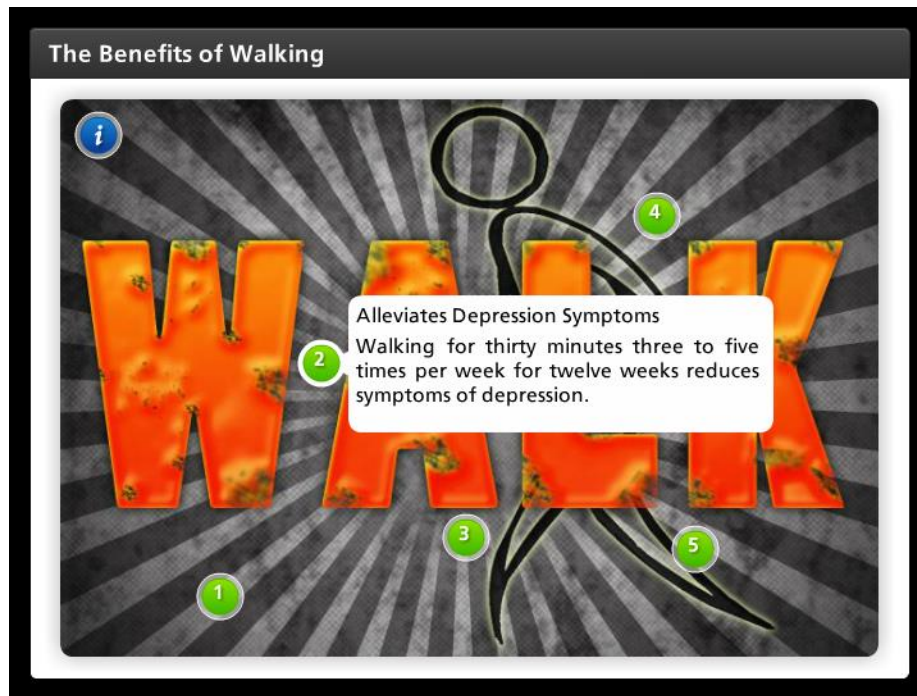 The Benefits of Walking
i
4
WALK
Alleviates Depression Symptoms
2
Walking for thirty minutes three to five
times per week for twelve weeks reduces
symptoms of depression.
3
5
1